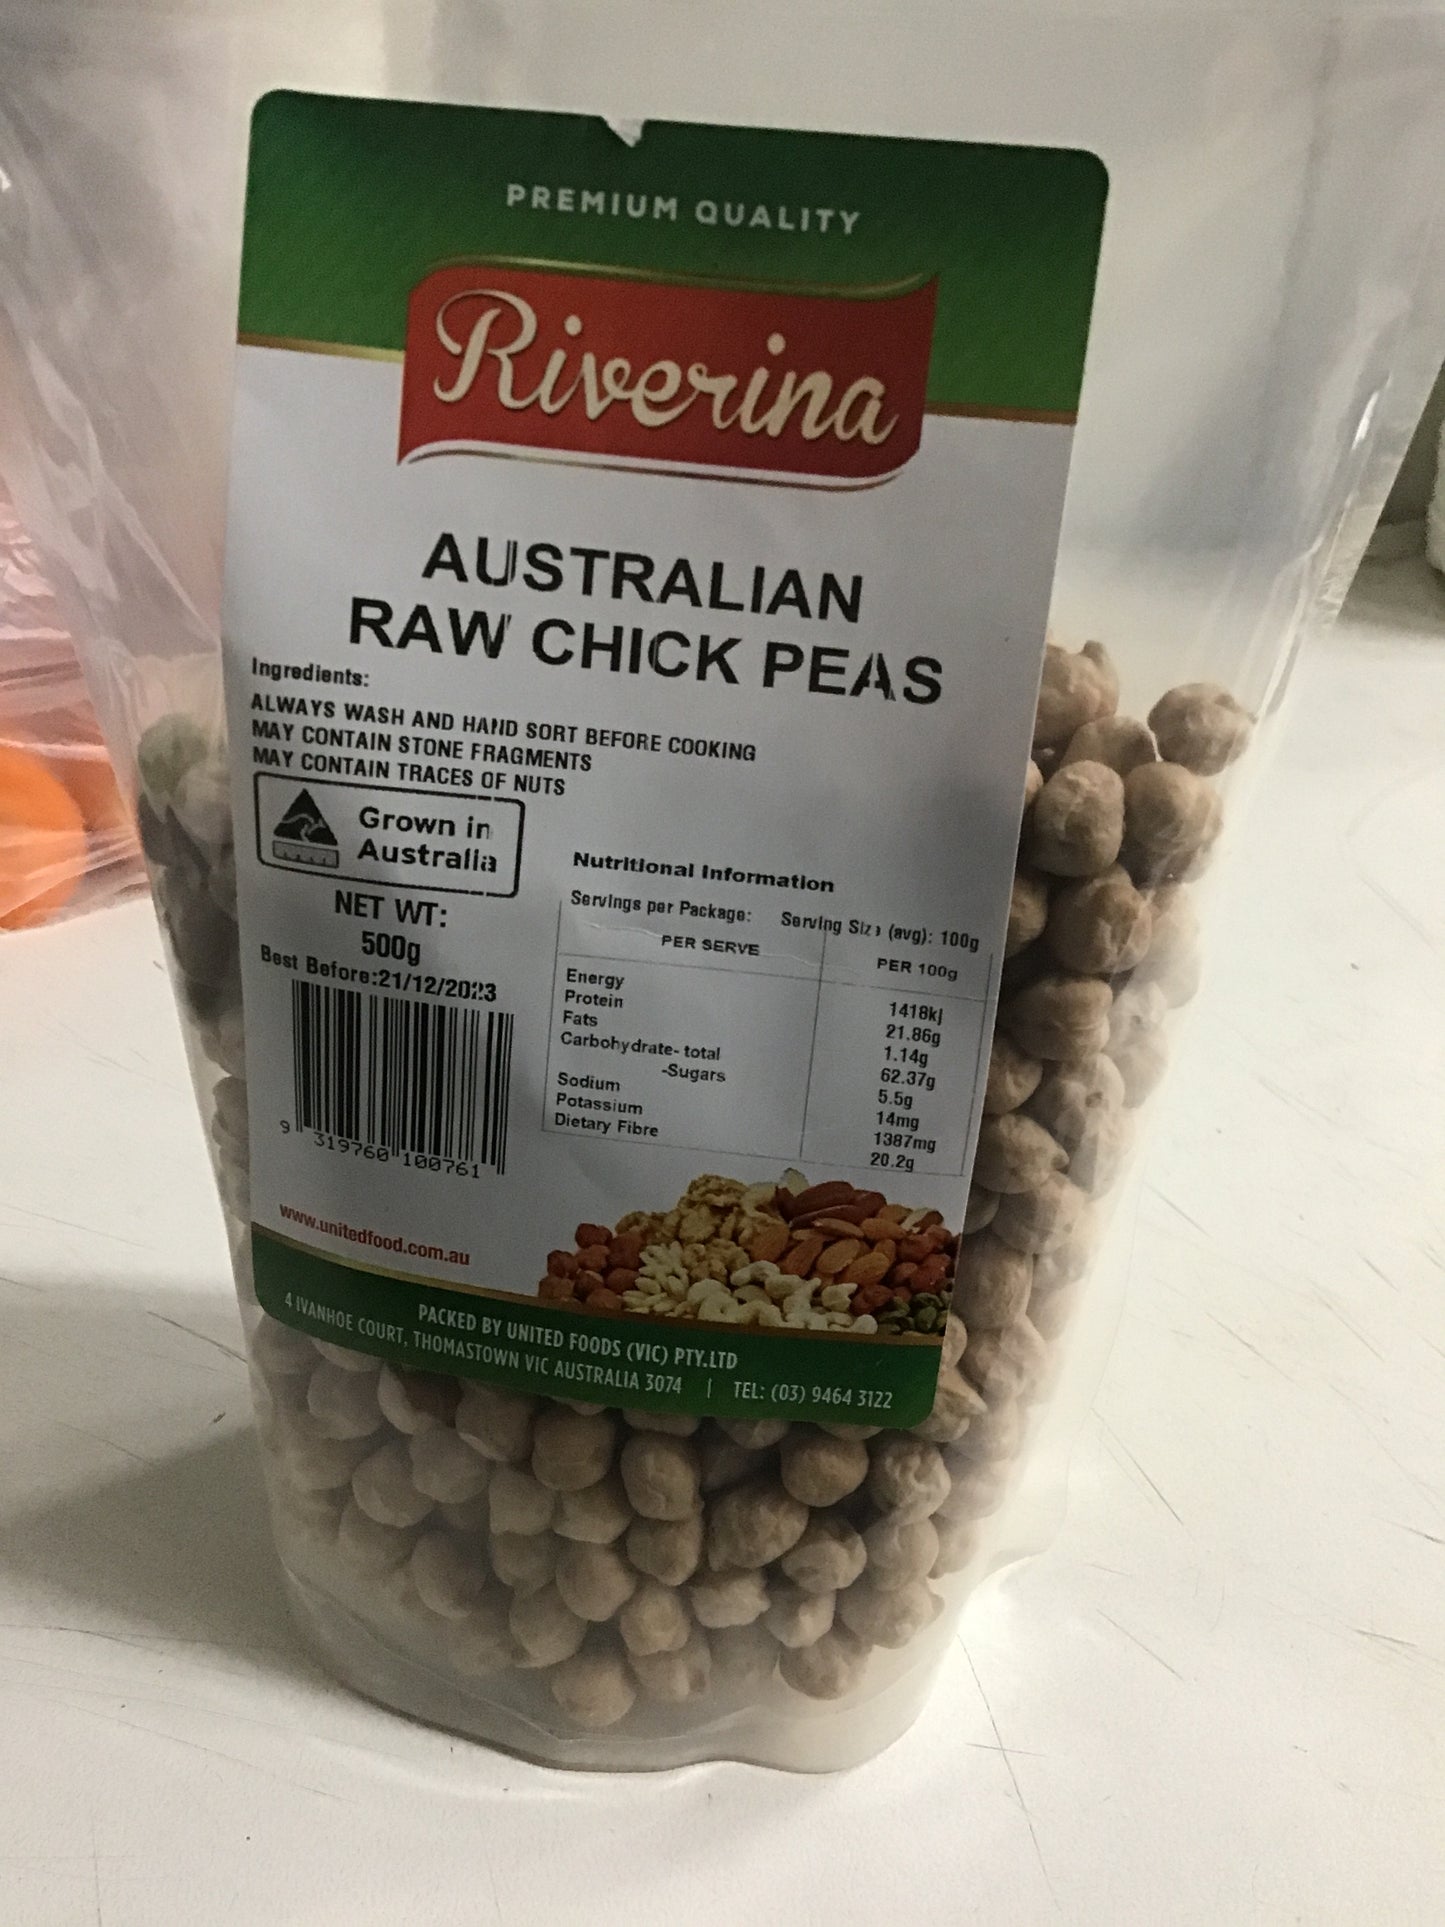 PREMIUM QUALITY
Riverina
AUSTRALIAN
RAW CHICK PEAS
Ingredients:
ALWAYS WASH AND HAND SORT BEFORE COOKING
MAY CONTAIN STONE FRAGMENTS
MAY CONTAIN TRACES OF NUTS
Grown in
Australia
NET WT:
500g
Best Before:21/12/2023
9 319760 100761
Nutritional Information
Servings per Package: Serving Size (avg): 100g
PER SERVE PER 100g
Energy 1418kj
Protein 21.86g
Fats 1.14g
Carbohydrate- total 62.37g
-Sugars 5.5g
Sodium 14mg
Potassium 1387mg
Dietary Fibre 20.2g
www.unitedfood.com.au
PACKED BY UNITED FOODS (VIC) PTY.LTD
4 IVANHOE COURT, THOMASTOWN VIC AUSTRALIA 3074 | TEL: (03) 9464 3122